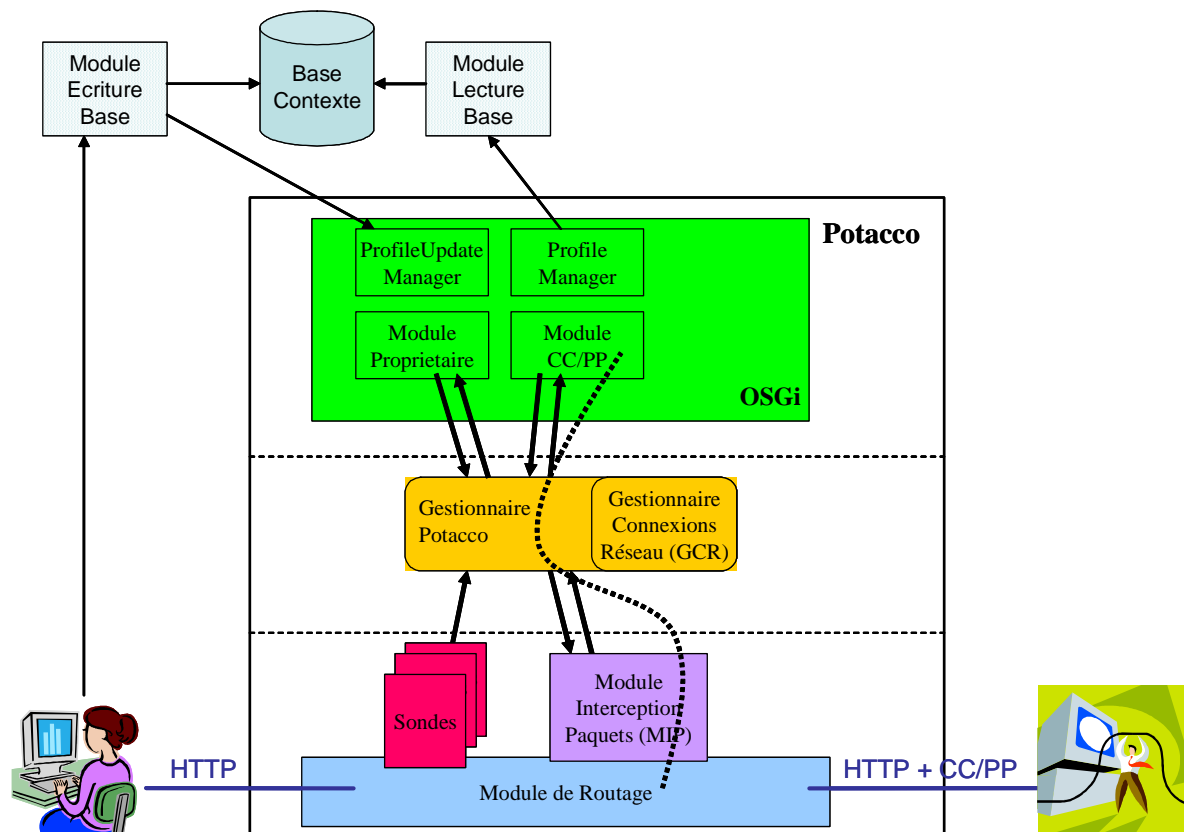 Module
Ecriture
Base
Base
Contexte
Module
Lecture
Base
Potacco
ProfileUpdate
Manager
Profile
Manager
Module
Proprietaire
Module
CC/PP
OSGi
Gestionnaire
Potacco
Gestionnaire
Connexions
Réseau (GCR)
Sondes
Module
Interception
Paquets (MIP)
HTTP
Module de Routage
HTTP + CC/PP